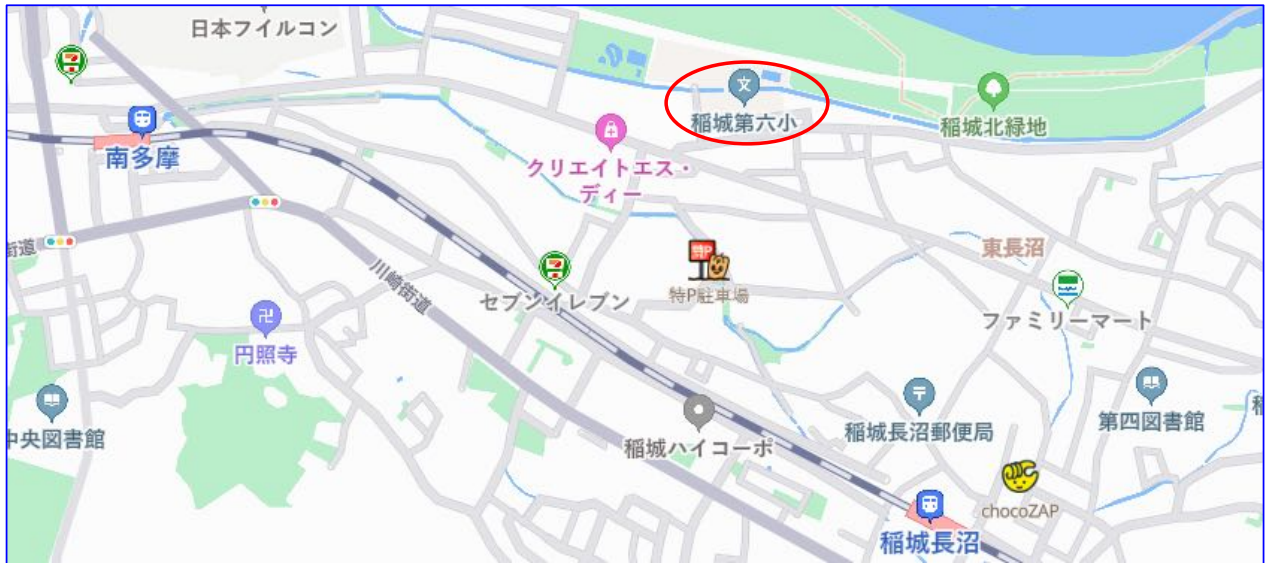 日本フイルコン
文
稲城第六小
稲城北緑地
南多摩
クリエイトエス・
ディー
街道
東長沼
川崎街道
特P
特P駐車場
セブンイレブン
ファミリーマート
卍
円照寺
〒
中央図書館
稲城ハイコーポ
稲城長沼郵便局
第四図書館
chocoZAP
稲城長沼